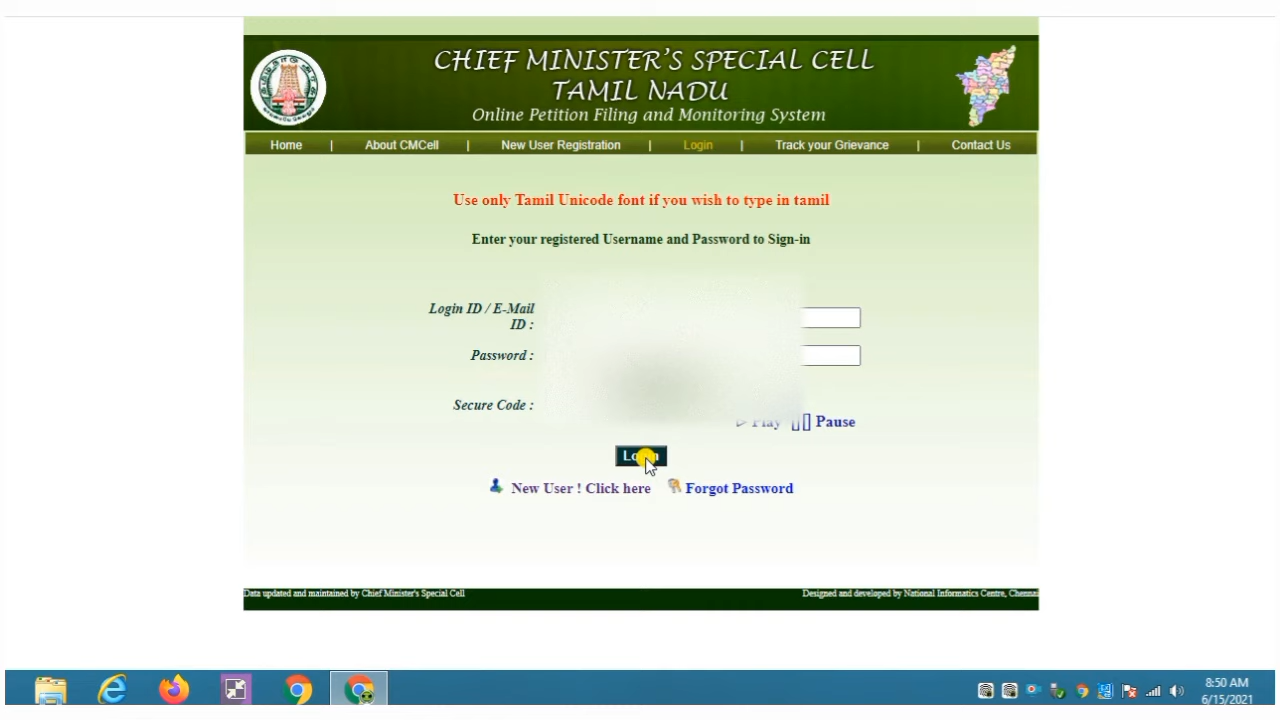 CHIEF MINISTER'S SPECIAL CELL
TAMIL NADU
Online Petition Filing and Monitoring System
Home | About CMCell | New User Registration | Login | Track your Grievance | Contact Us
Use only Tamil Unicode font if you wish to type in tamil
Enter your registered Username and Password to Sign-in
Login ID / E-Mail
ID :
Password :
Secure Code :
Play [] Pause
Login
New User ! Click here Forgot Password
Data updated and maintained by Chief Minister's Special Cell Designed and developed by National Informatics Centre, Chennai
8:50 AM
6/15/2021